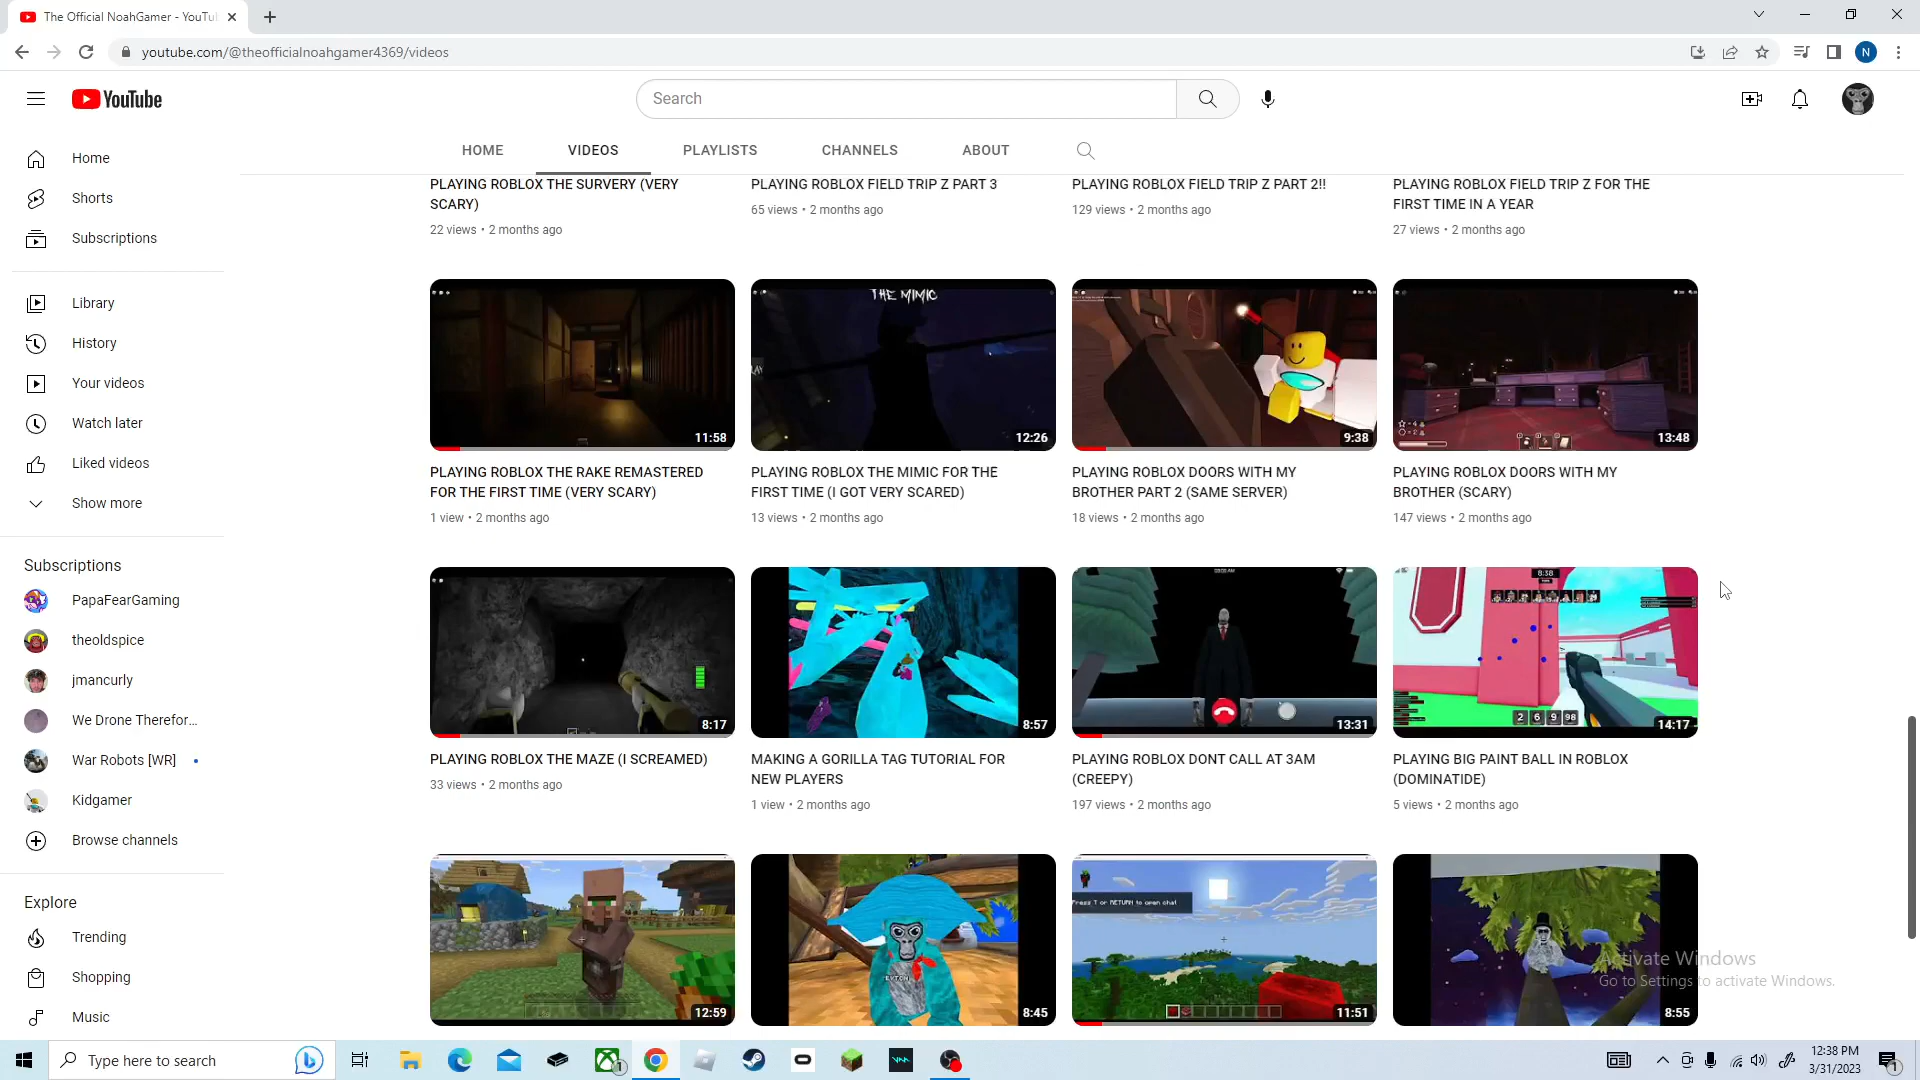 The Official NoahGamer - YouTu
youtube.com/@theofficialnoahgamer4369/videos
N
YouTube
Search
HOME
VIDEOS
PLAYLISTS
CHANNELS
ABOUT
Home
Shorts
Subscriptions
Library
History
Your videos
Watch later
Liked videos
Show more
Subscriptions
PapaFearGaming
theoldspice
jmancurly
We Drone Therefor...
War Robots [WR]
Kidgamer
Browse channels
Explore
Trending
Shopping
Music
PLAYING ROBLOX THE SURVERY (VERY
SCARY)
22 views • 2 months ago
PLAYING ROBLOX FIELD TRIP Z PART 3
65 views • 2 months ago
PLAYING ROBLOX FIELD TRIP Z PART 2!!
129 views • 2 months ago
PLAYING ROBLOX FIELD TRIP Z FOR THE
FIRST TIME IN A YEAR
27 views • 2 months ago
11:58
PLAYING ROBLOX THE RAKE REMASTERED
FOR THE FIRST TIME (VERY SCARY)
1 view • 2 months ago
THE MIMIC
12:26
PLAYING ROBLOX THE MIMIC FOR THE
FIRST TIME (I GOT VERY SCARED)
13 views • 2 months ago
9:38
PLAYING ROBLOX DOORS WITH MY
BROTHER PART 2 (SAME SERVER)
18 views • 2 months ago
13:48
PLAYING ROBLOX DOORS WITH MY
BROTHER (SCARY)
147 views • 2 months ago
8:17
PLAYING ROBLOX THE MAZE (I SCREAMED)
33 views • 2 months ago
8:57
MAKING A GORILLA TAG TUTORIAL FOR
NEW PLAYERS
1 view • 2 months ago
13:31
PLAYING ROBLOX DONT CALL AT 3AM
(CREEPY)
197 views • 2 months ago
8:38
2 6 9 98
14:17
PLAYING BIG PAINT BALL IN ROBLOX
(DOMINATIDE)
5 views • 2 months ago
12:59
8:45
Press T or RETURN to open chat
11:51
8:55
Activate Windows
Go to Settings to activate Windows.
Type here to search
12:38 PM
3/31/2023